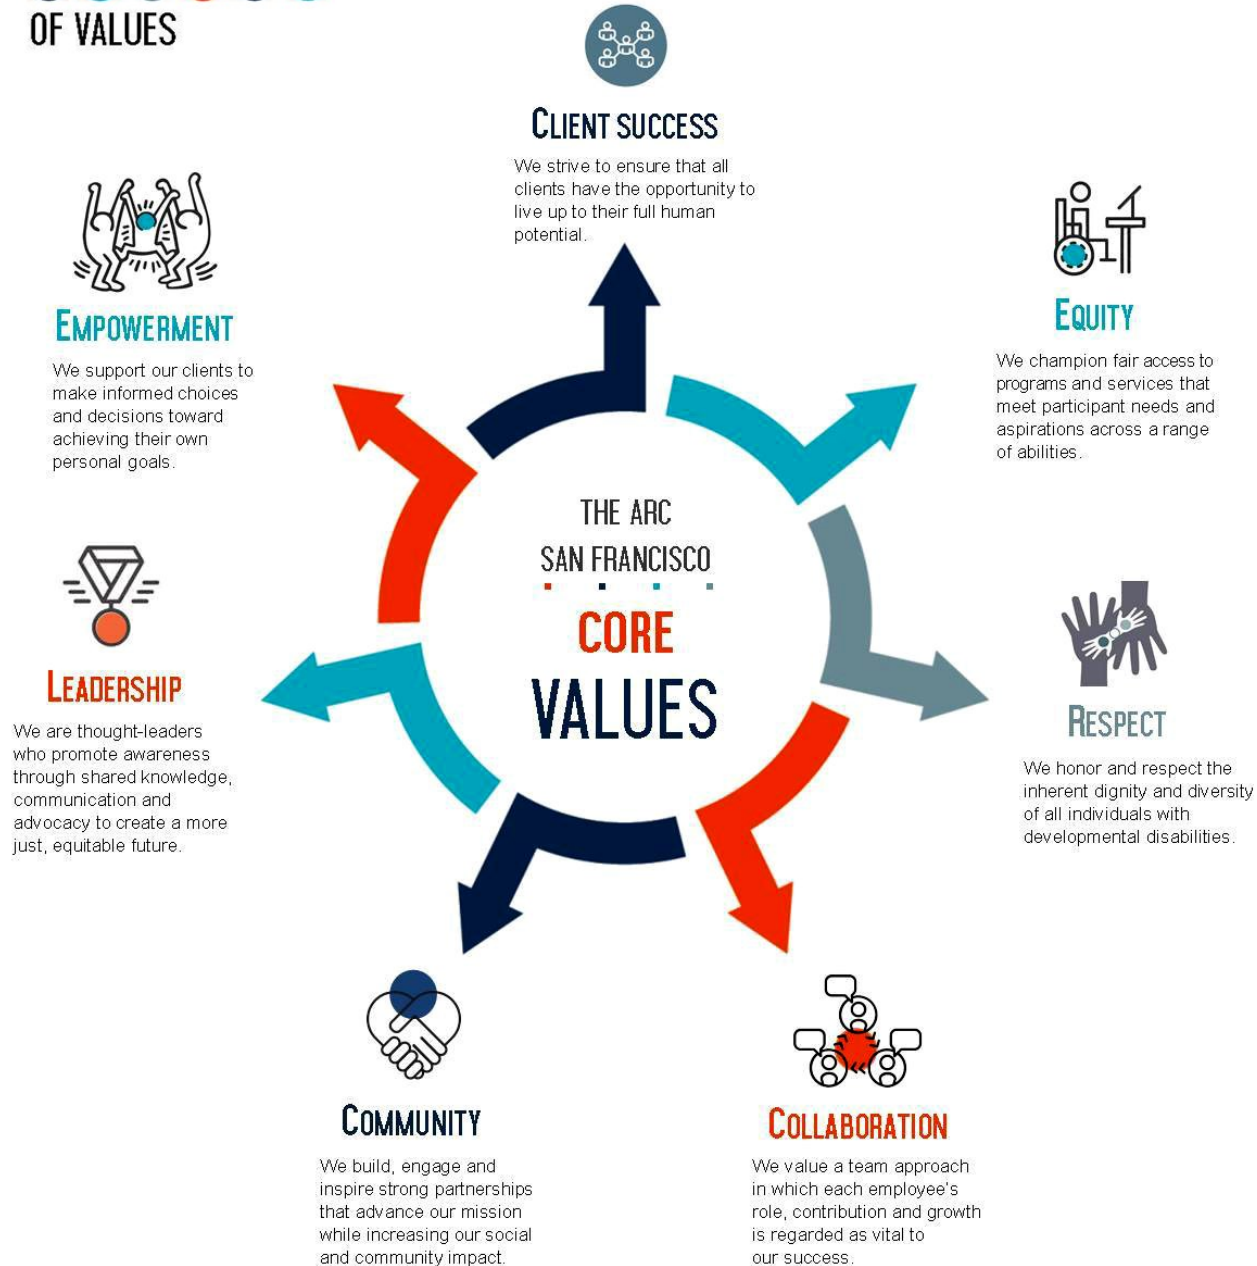 OF VALUES
CLIENT SUCCESS
We strive to ensure that all
clients have the opportunity to
live up to their full human
potential.
EQUITY
We champion fair access to
programs and services that
meet participant needs and
aspirations across a range
of abilities.
RESPECT
We honor and respect the
inherent dignity and diversity
of all individuals with
developmental disabilities.
COLLABORATION
We value a team approach
in which each employee's
role, contribution and growth
is regarded as vital to
our success.
COMMUNITY
We build, engage and
inspire strong partnerships
that advance our mission
while increasing our social
and community impact.
LEADERSHIP
We are thought-leaders
who promote awareness
through shared knowledge,
communication and
advocacy to create a more
just, equitable future.
EMPOWERMENT
We support our clients to
make informed choices
and decisions toward
achieving their own
personal goals.
THE ARC
SAN FRANCISCO
CORE
VALUES